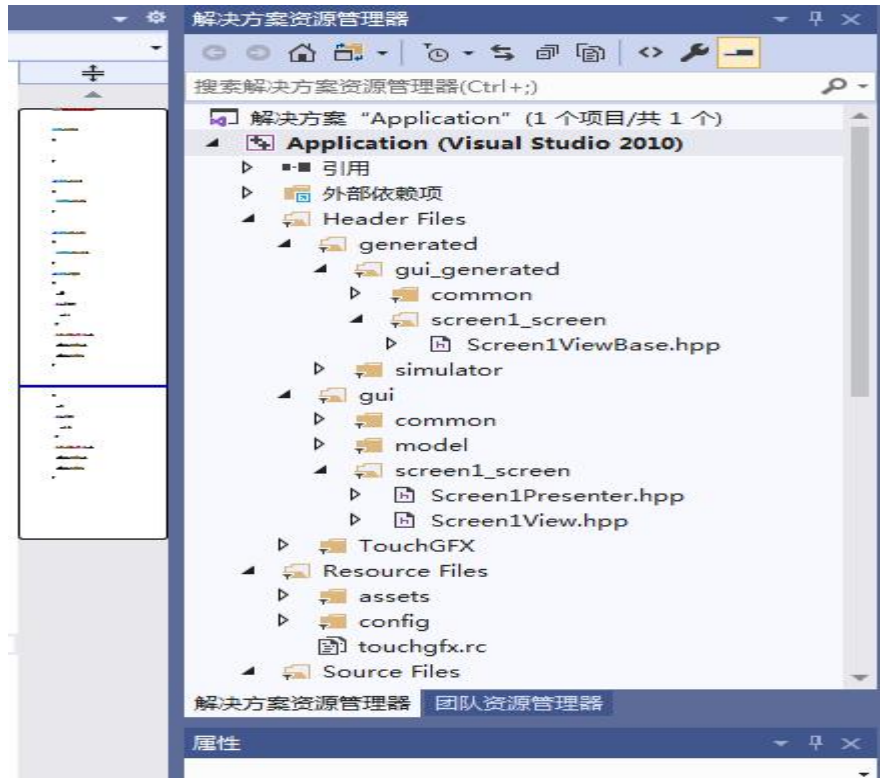 解决方案资源管理器
搜索解决方案资源管理器(Ctrl+;)
解决方案 "Application" (1 个项目/共 1 个)
Application (Visual Studio 2010)
引用
外部依赖项
Header Files
generated
gui_generated
common
screen1_screen
Screen1ViewBase.hpp
simulator
gui
common
model
screen1_screen
Screen1Presenter.hpp
Screen1View.hpp
TouchGFX
Resource Files
assets
config
touchgfx.rc
Source Files
解决方案资源管理器 团队资源管理器
属性